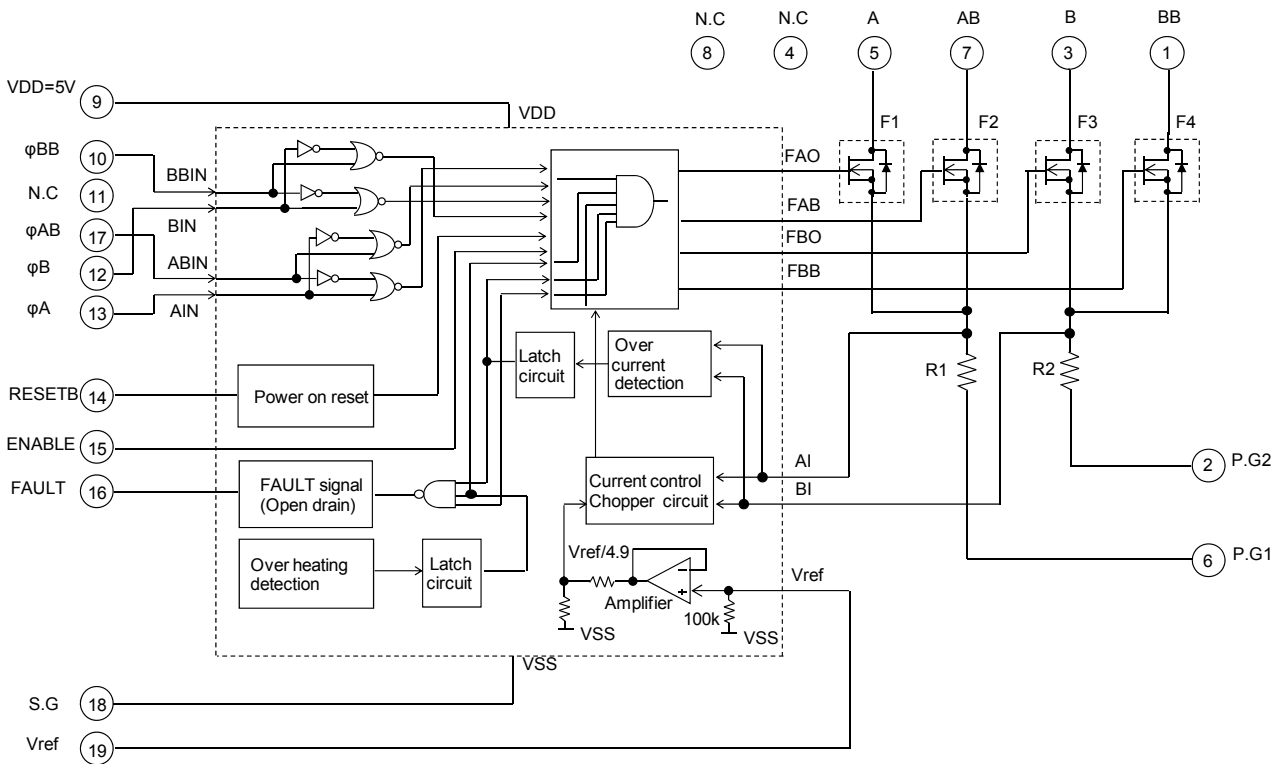 N.C
N.C
A
AB
B
BB
8
4
5
7
3
1
VDD=5V
9
VDD
F1
F2
F3
F4
φBB
10
BBIN
FAO
N.C
11
BIN
FAB
φAB
17
ABIN
FBO
φB
12
FBB
φA
13
AIN
Latch
circuit
Over
current
detection
R1
R2
RESETB
14
Power on reset
ENABLE
15
AI
2
P.G2
FAULT
16
FAULT signal
(Open drain)
Current control
Chopper circuit
BI
Over heating
detection
Latch
circuit
Vref/4.9
Vref
6
P.G1
Amplifier
100k
VSS
VSS
VSS
S.G
18
Vref
19